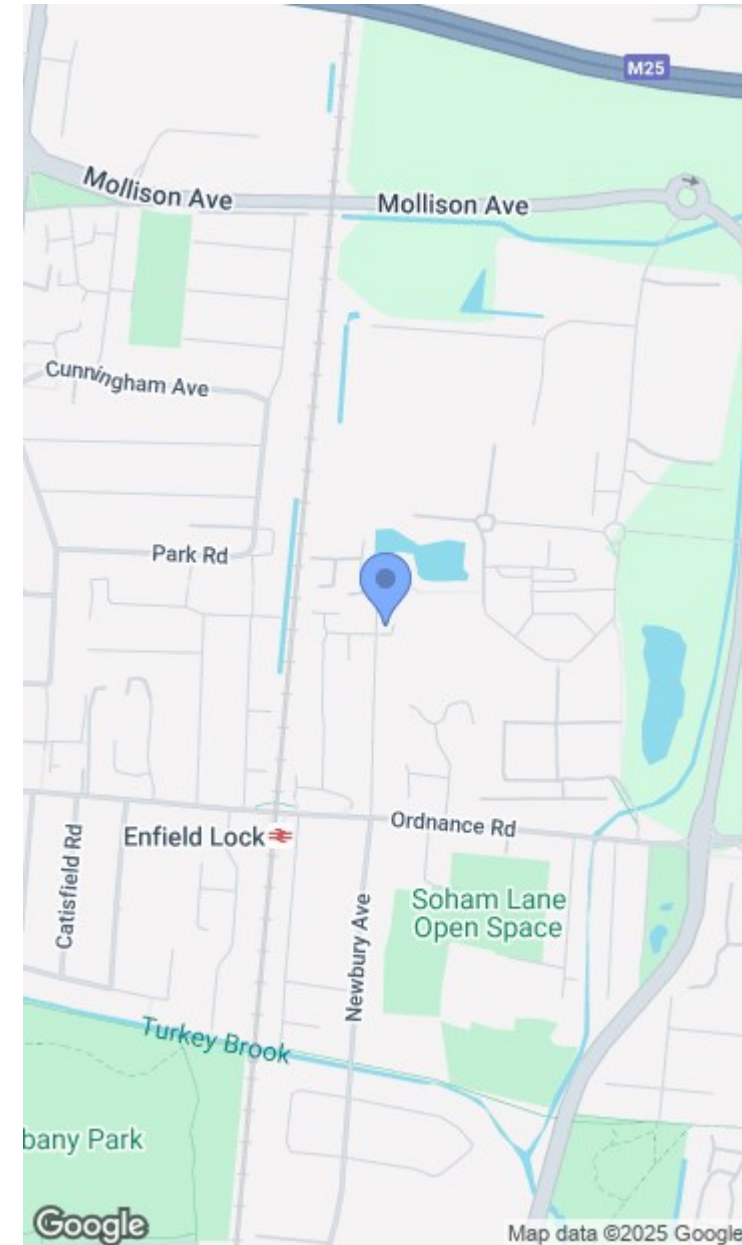 M25
Mollison Ave
Mollison Ave
Cunningham Ave
Park Rd
Ordnance Rd
Enfield Lock
Catisfield Rd
Soham Lane
Open Space
Newbury Ave
Turkey Brook
bany Park
Google
Map data ©2025 Google